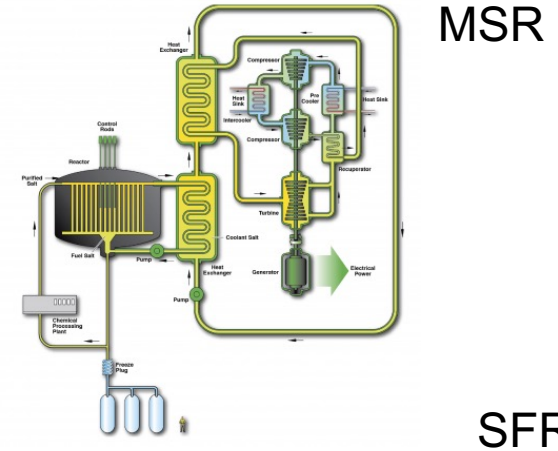 MSR
Heat
Exchanger
Compressor
Heat
Sink
Pre
Cooler
Heat Sink
Intercooler
Compressor
Recuperator
Control
Rods
Reactor
Purified
Salt
Turbine
Coolant Salt
Fuel Salt
Pump
Heat
Exchanger
Generator
Electrical
Power
Pump
Chemical
Processing
Plant
Freeze
Plug
SFR